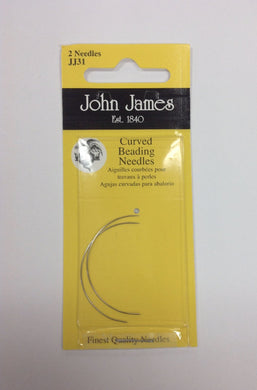 2 Needles
JJ31
John James
Est. 1840
Curved
Beading
Needles
Aiguilles courbées pour
travaux à perles
Agujas curvadas para abalorio
Finest Quality Needles